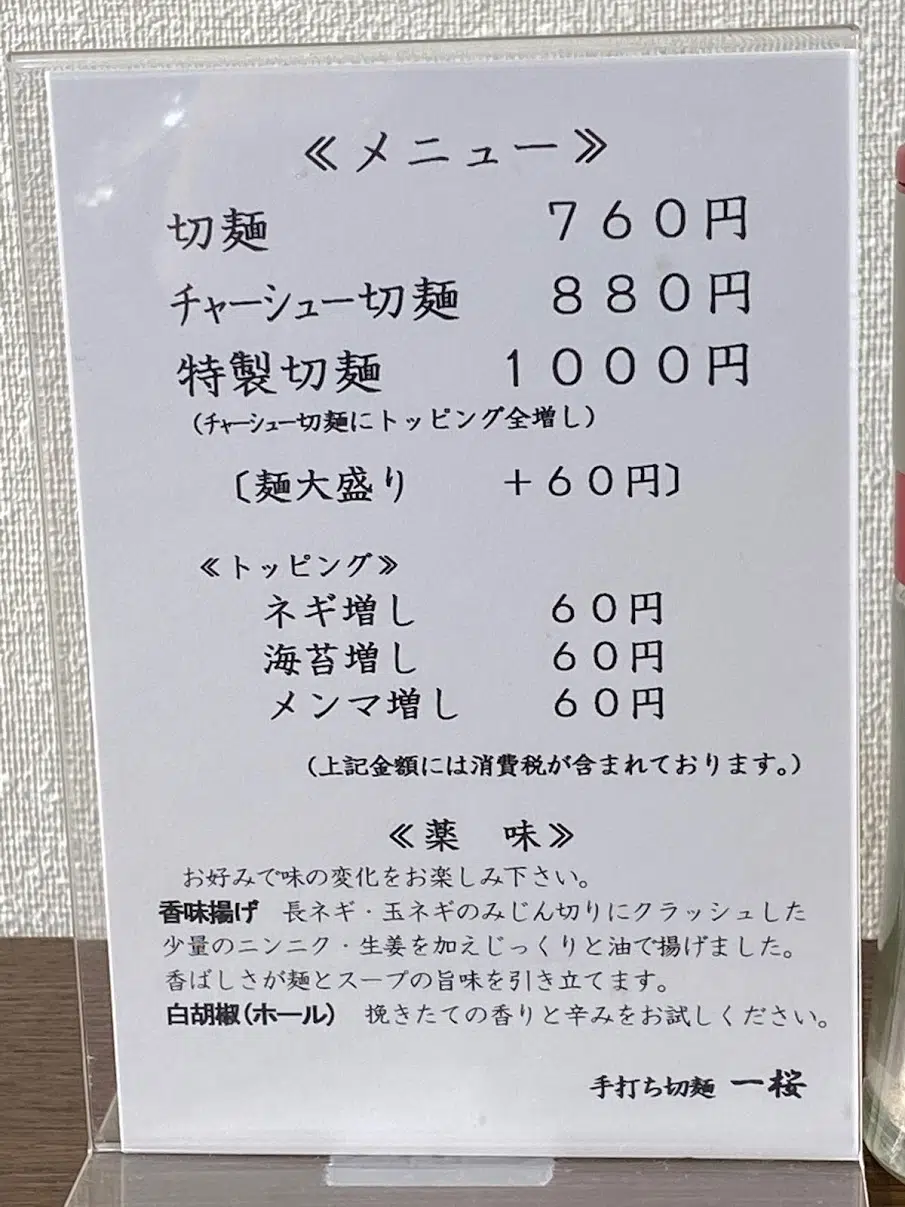 ≪メニュー≫
切麺 ７６０円
チャーシュー切麺 ８８０円
特製切麺 １０００円
（チャーシュー切麺にトッピング全増し）
〔麺大盛り ＋６０円〕
≪トッピング≫
ネギ増し ６０円
海苔増し ６０円
メンマ増し ６０円
（上記金額には消費税が含まれております。）
≪薬 味≫
お好みで味の変化をお楽しみ下さい。
香味揚げ 長ネギ・玉ネギのみじん切りにクラッシュした
少量のニンニク・生姜を加えじっくりと油で揚げました。
香ばしさが麺とスープの旨味を引き立てます。
白胡椒（ホール） 挽きたての香りと辛みをお試しください。
手打ち切麺 一桜